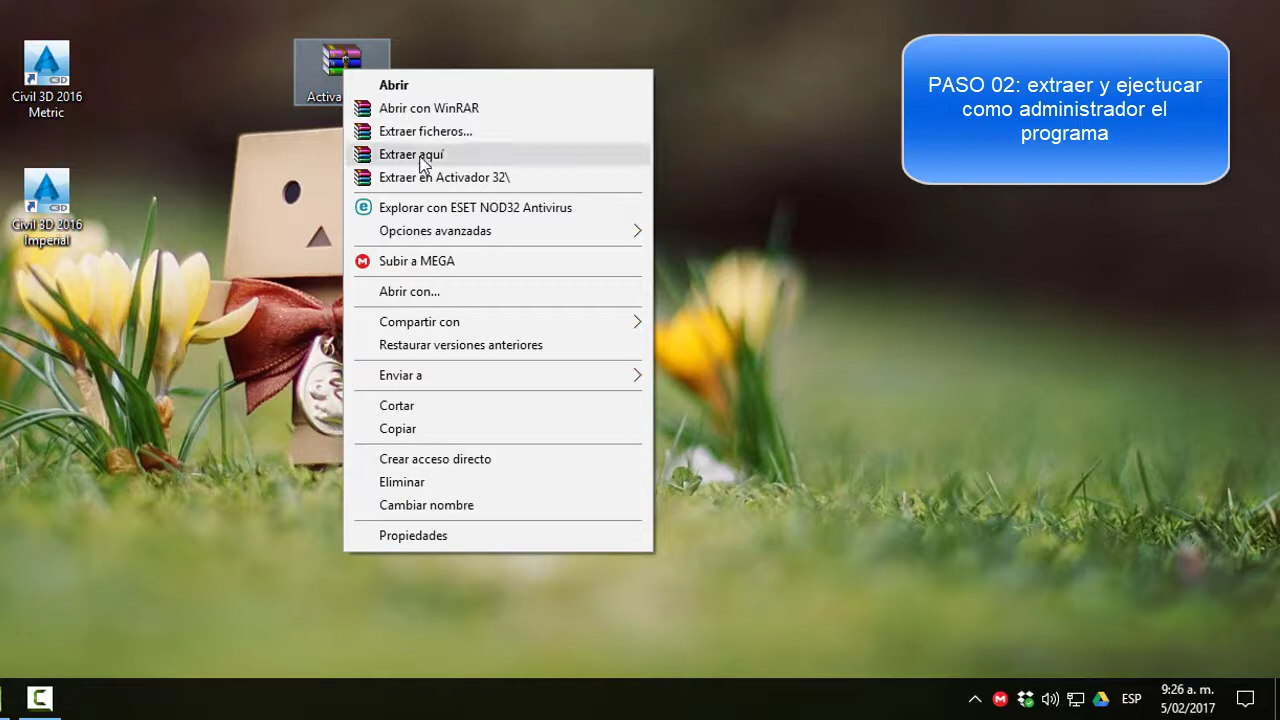 Civil 3D 2016
Metric
Civil 3D 2016
Imperial
Activa
Abrir
Abrir con WinRAR
Extraer ficheros...
Extraer aquí
Extraer en Activador 32\
Explorar con ESET NOD32 Antivirus
Opciones avanzadas
Subir a MEGA
Abrir con...
Compartir con
Restaurar versiones anteriores
Enviar a
Cortar
Copiar
Crear acceso directo
Eliminar
Cambiar nombre
Propiedades
PASO 02: extraer y ejectucar
como administrador el
programa
ESP
9:26 a. m.
5/02/2017